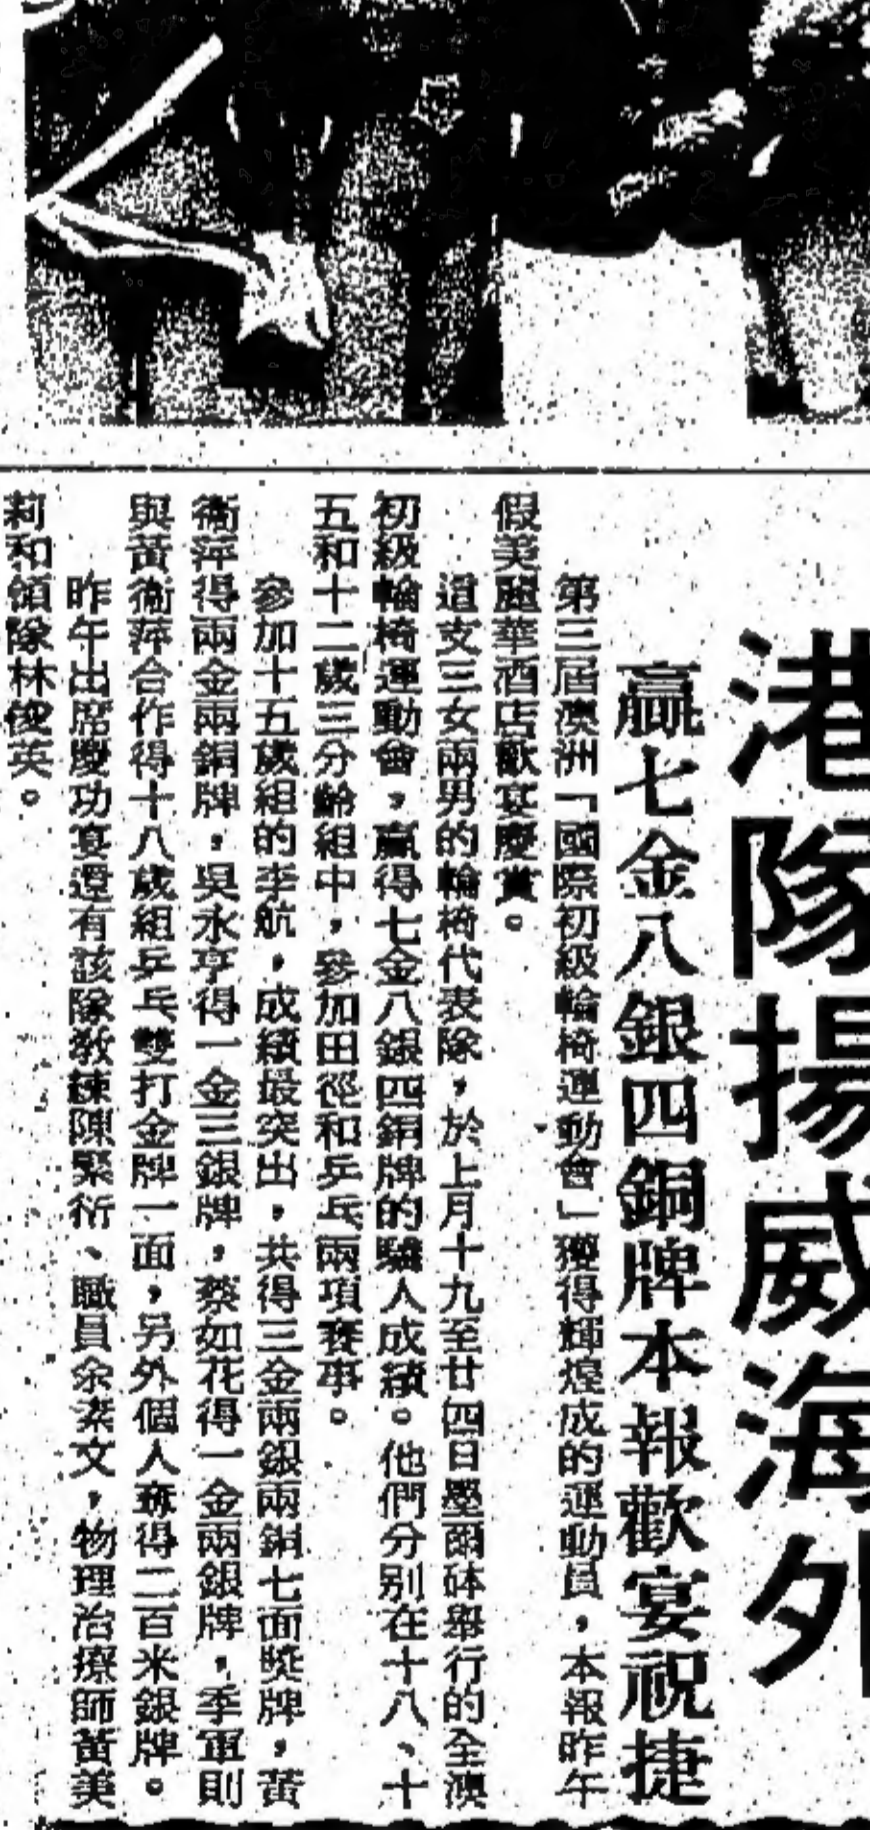 港隊揚威海外
贏七金八銀四銅牌本報歡宴祝捷
第三屆澳洲「國際初級輪椅運動會」獲得輝煌成的運動員，本報昨午
假美麗華酒店歡宴慶賞。
這支三女兩男的輪椅代表隊，於上月十九至廿四日墨爾砵舉行的全澳
初級輪椅運動會，贏得七金八銀四銅牌的驕人成績。他們分別在十八、十
五和十二歲三分齡組中，參加田徑和乒乓兩項賽事。
參加十五歲組的李航，成績最突出，共得三金兩銀兩銅七面獎牌，黃
衞萍得兩金兩銅牌，吳永亨得一金三銀牌，蔡如花得一金兩銀牌，季軍則
與黃衞萍合作得十八歲組乒乓雙打金牌一面，另外個人奪得二百米銀牌。
昨午出席慶功宴還有該隊教練陳念衍、職員余素文，物理治療師黃美
莉和領隊林俊英。